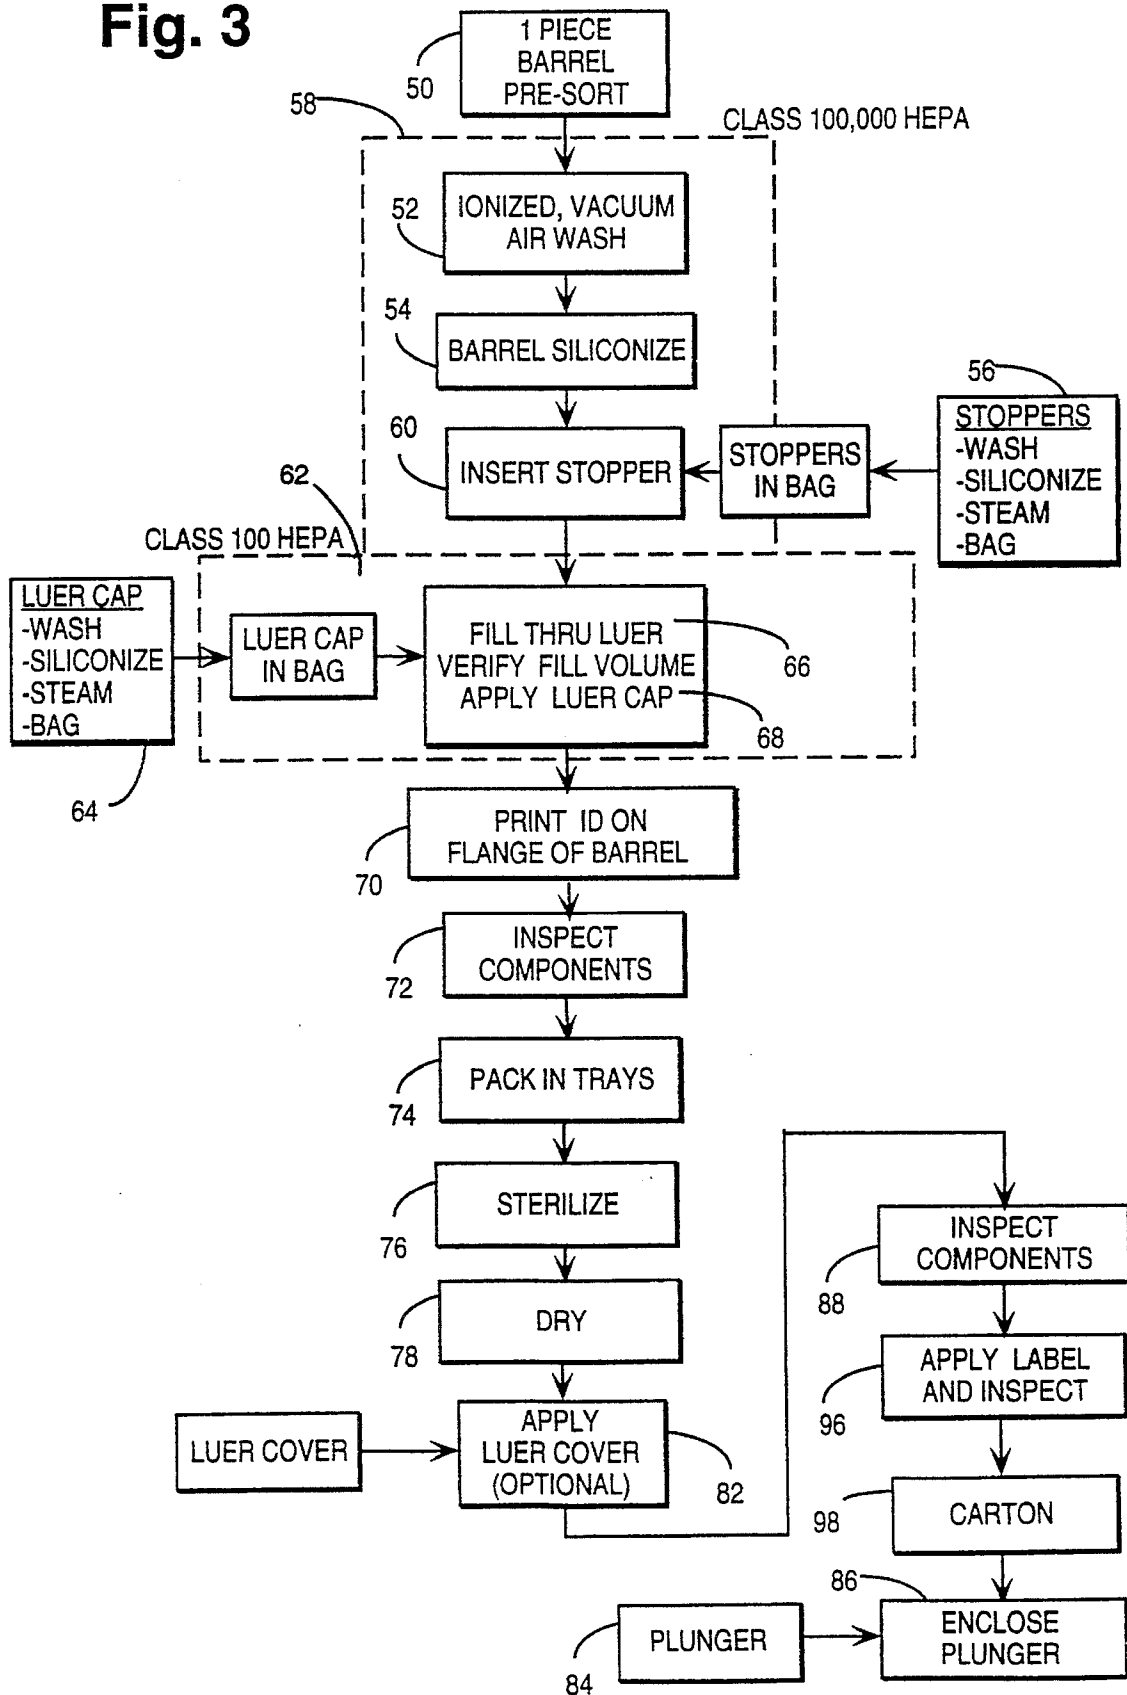 Fig. 3
1 PIECE
BARREL
PRE-SORT
50
58
CLASS 100,000 HEPA
IONIZED, VACUUM
AIR WASH
52
54
BARREL SILICONIZE
56
60
INSERT STOPPER
STOPPERS
IN BAG
STOPPERS
-WASH
-SILICONIZE
-STEAM
-BAG
62
CLASS 100 HEPA
LUER CAP
-WASH
-SILICONIZE
-STEAM
-BAG
64
LUER CAP
IN BAG
FILL THRU LUER
VERIFY FILL VOLUME
APPLY LUER CAP
66
68
PRINT ID ON
FLANGE OF BARREL
70
INSPECT
COMPONENTS
72
PACK IN TRAYS
74
STERILIZE
76
DRY
78
LUER COVER
APPLY
LUER COVER
(OPTIONAL)
82
INSPECT
COMPONENTS
88
APPLY LABEL
AND INSPECT
96
CARTON
98
86
PLUNGER
84
ENCLOSE
PLUNGER